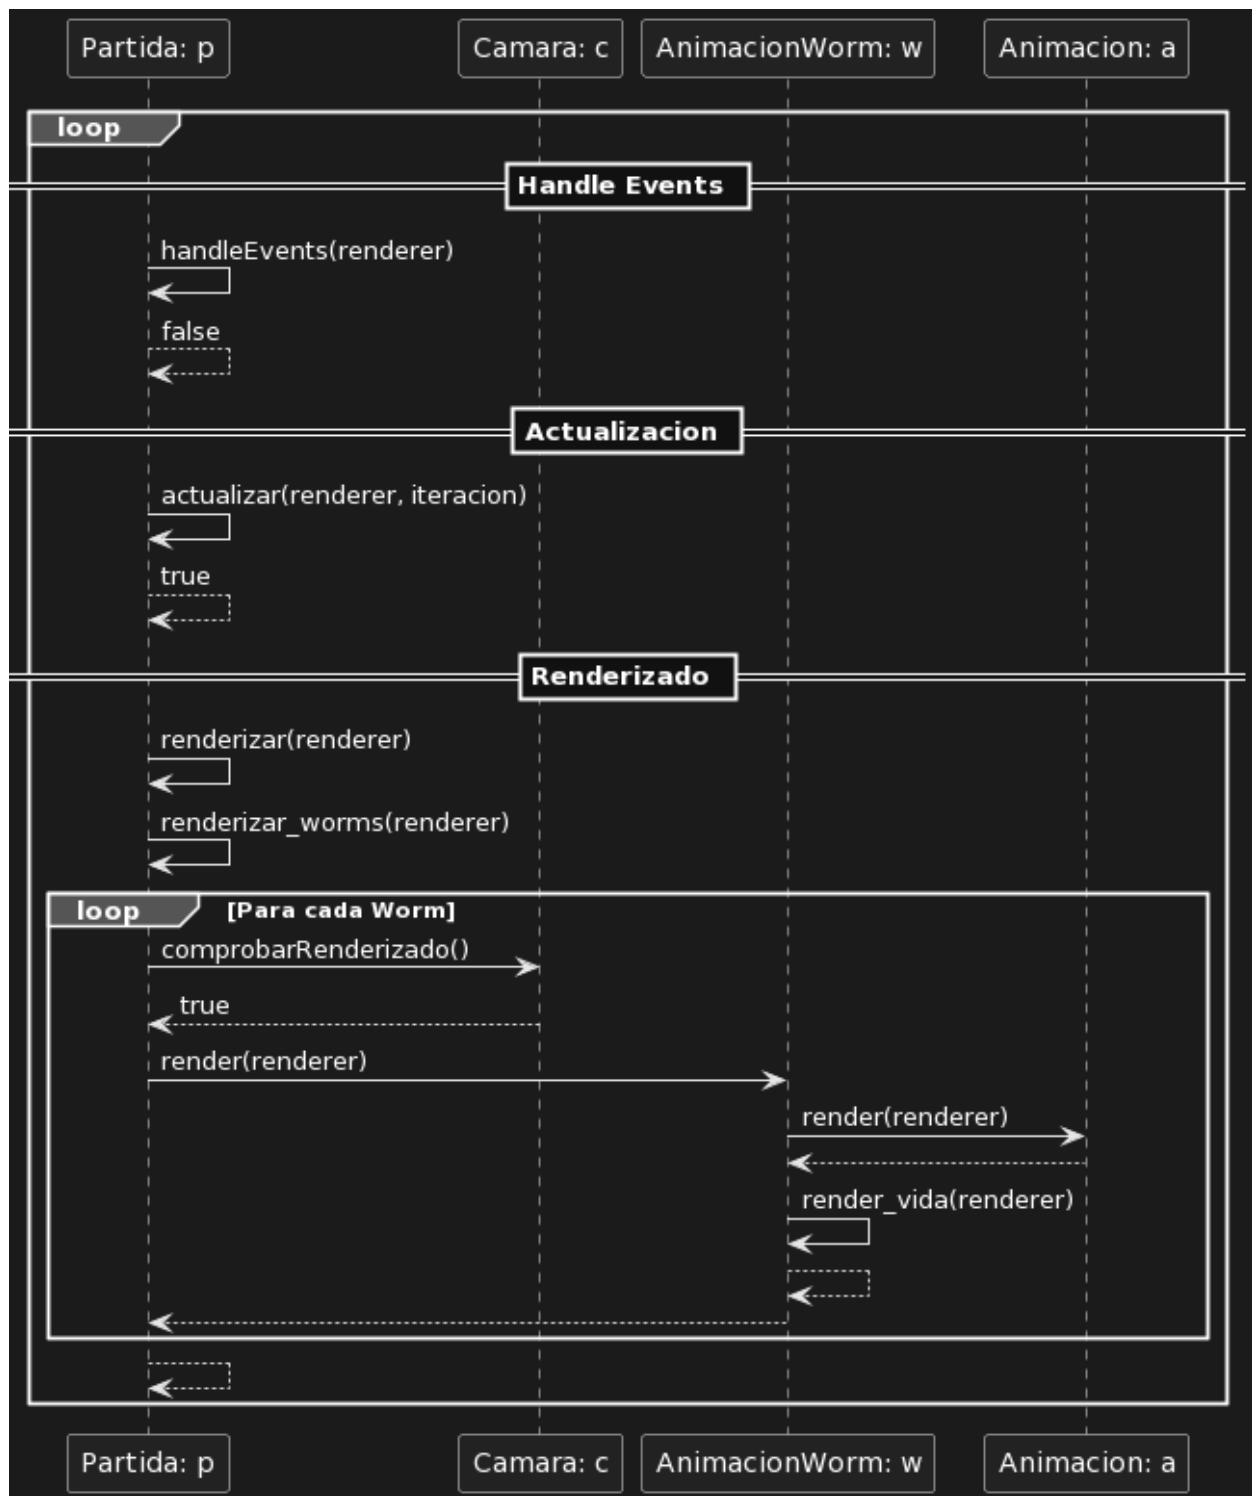 Partida: p
Camara: c
AnimacionWorm: w
Animacion: a
loop
Handle Events
handleEvents(renderer)
false
Actualizacion
actualizar(renderer, iteracion)
true
Renderizado
renderizar(renderer)
renderizar_worms(renderer)
loop [Para cada Worm]
comprobarRenderizado()
true
render(renderer)
render(renderer)
render_vida(renderer)
Partida: p
Camara: c
AnimacionWorm: w
Animacion: a